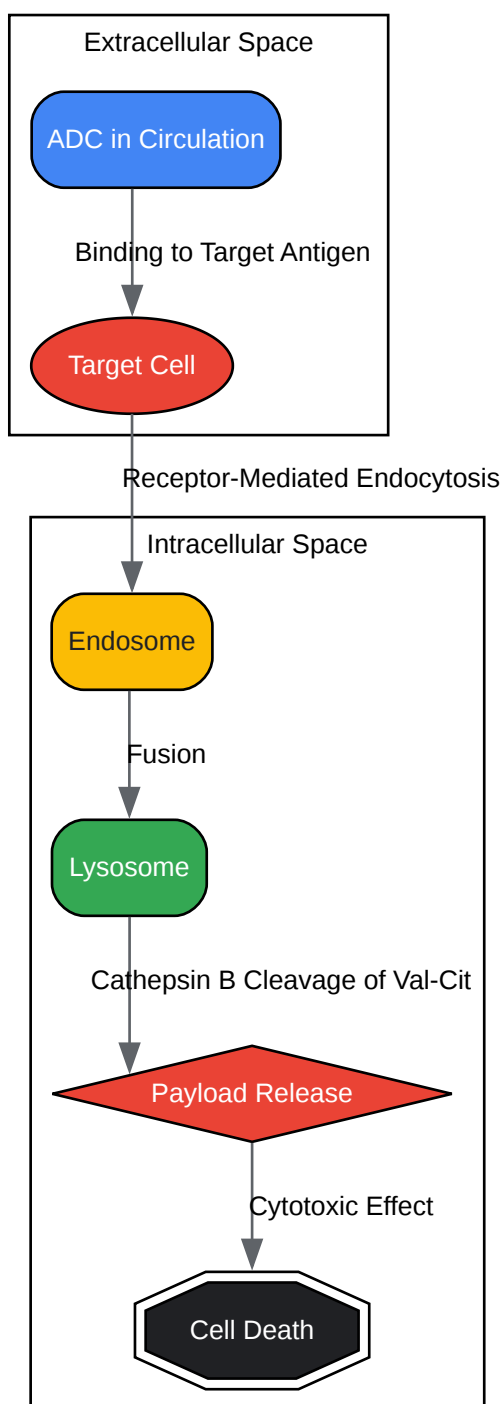 Extracellular Space
ADC in Circulation
Binding to Target Antigen
Target Cell
Receptor-Mediated Endocytosis
Intracellular Space
Endosome
Fusion
Lysosome
Cathepsin B Cleavage of Val-Cit
Payload Release
Cytotoxic Effect
Cell Death